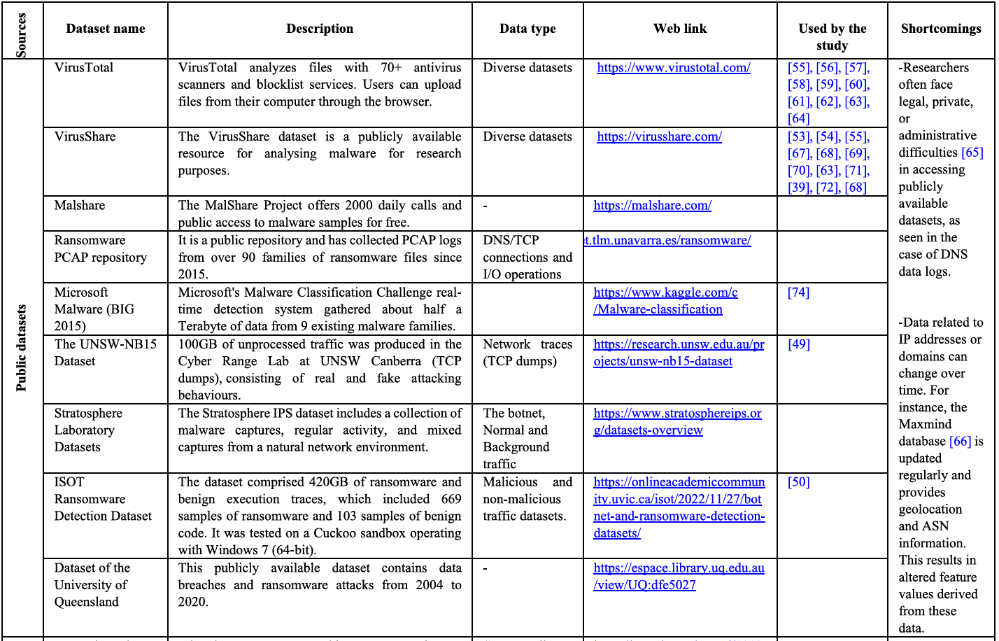 Sources
Dataset name
Description
Data type
Web link
Used by the
study
Shortcomings
Public datasets
VirusTotal
VirusTotal analyzes files with 70+ antivirus
scanners and blocklist services. Users can upload
files from their computer through the browser.
Diverse datasets
https://www.virustotal.com/
[55], [56], [57],
[58], [59], [60],
[61], [62], [63],
[64]
VirusShare
The VirusShare dataset is a publicly available
resource for analysing malware for research
purposes.
Diverse datasets
https://virusshare.com/
[53], [54], [55],
[67], [68], [69],
[70], [63], [71],
[39], [72], [68]
Malshare
The MalShare Project offers 2000 daily calls and
public access to malware samples for free.
-
https://malshare.com/
Ransomware
PCAP repository
It is a public repository and has collected PCAP logs
from over 90 families of ransomware files since
2015.
DNS/TCP
connections and
I/O operations
t.tlm.unavarra.es/ransomware/
Microsoft
Malware (BIG
2015)
Microsoft's Malware Classification Challenge real-
time detection system gathered about half a
Terabyte of data from 9 existing malware families.
https://www.kaggle.com/c
/Malware-classification
[74]
The UNSW-NB15
Dataset
100GB of unprocessed traffic was produced in the
Cyber Range Lab at UNSW Canberra (TCP
dumps), consisting of real and fake attacking
behaviours.
Network traces
(TCP dumps)
https://research.unsw.edu.au/pr
ojects/unsw-nb15-dataset
[49]
Stratosphere
Laboratory
Datasets
The Stratosphere IPS dataset includes a collection of
malware captures, regular activity, and mixed
captures from a natural network environment.
The botnet,
Normal and
Background
traffic
https://www.stratosphereips.or
g/datasets-overview
ISOT
Ransomware
Detection Dataset
The dataset comprised 420GB of ransomware and
benign execution traces, which included 669
samples of ransomware and 103 samples of benign
code. It was tested on a Cuckoo sandbox operating
with Windows 7 (64-bit).
Malicious and
non-malicious
traffic datasets.
https://onlineacademiccommun
ity.uvic.ca/isot/2022/11/27/bot
net-and-ransomware-detection-
datasets/
[50]
Dataset of the
University of
Queensland
This publicly available dataset contains data
breaches and ransomware attacks from 2004 to
2020.
-
https://espace.library.uq.edu.au
/view/UQ:dfe5027
-Researchers
often face
legal, private,
or
administrative
difficulties [65]
in accessing
publicly
available
datasets, as
seen in the
case of DNS
data logs.
-Data related to
IP addresses or
domains can
change over
time. For
instance, the
Maxmind
database [66] is
updated
regularly and
provides
geolocation
and ASN
information.
This results in
altered feature
values derived
from these
data.